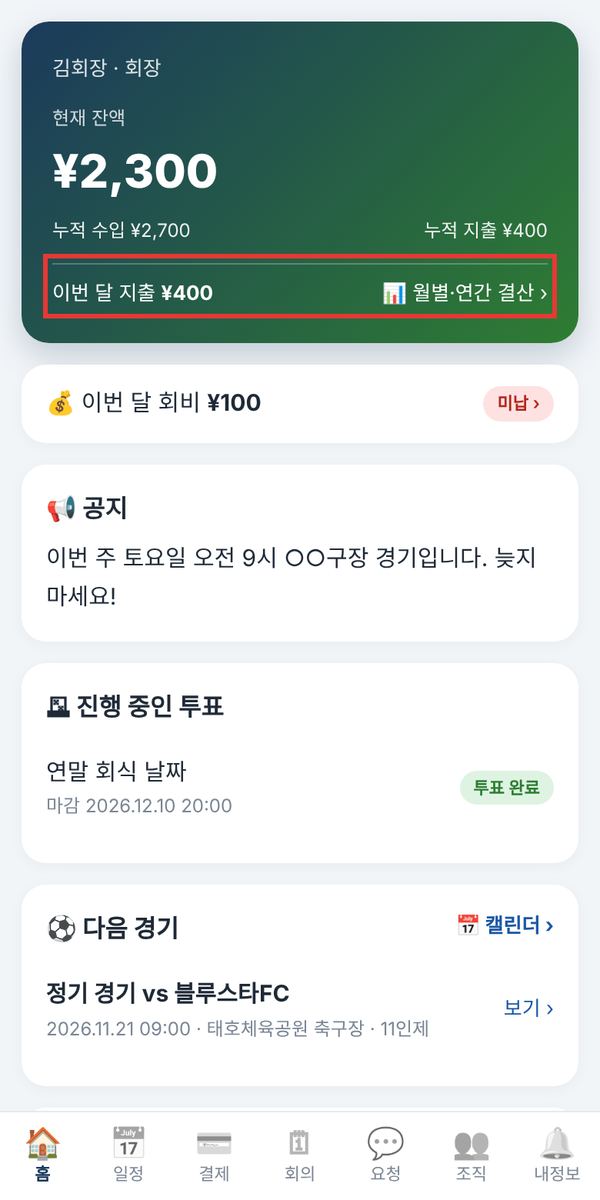 김회장 · 회장
현재 잔액
¥2,300
누적 수입 ¥2,700 누적 지출 ¥400
이번 달 지출 ¥400 📊 월별·연간 결산 ›
💰 이번 달 회비 ¥100 미납 ›
📢 공지
이번 주 토요일 오전 9시 ○○구장 경기입니다. 늦지
마세요!
진행 중인 투표
연말 회식 날짜
마감 2026.12.10 20:00
투표 완료
⚽ 다음 경기 📅 캘린더 ›
정기 경기 vs 블루스타FC
2026.11.21 09:00 · 태호체육공원 축구장 · 11인제
보기 ›
July
17
홈 일정 결제 회의 요청 조직 내정보